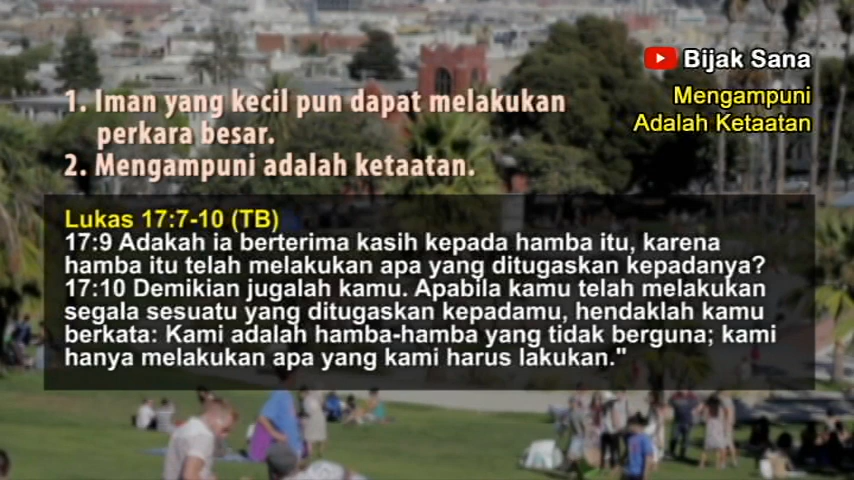 Bijak Sana
Mengampuni
Adalah Ketaatan
1. Iman yang kecil pun dapat melakukan
perkara besar.
2. Mengampuni adalah ketaatan.
Lukas 17:7-10 (TB)
17:9 Adakah ia berterima kasih kepada hamba itu, karena
hamba itu telah melakukan apa yang ditugaskan kepadanya?
17:10 Demikian jugalah kamu. Apabila kamu telah melakukan
segala sesuatu yang ditugaskan kepadamu, hendaklah kamu
berkata: Kami adalah hamba-hamba yang tidak berguna; kami
hanya melakukan apa yang kami harus lakukan."